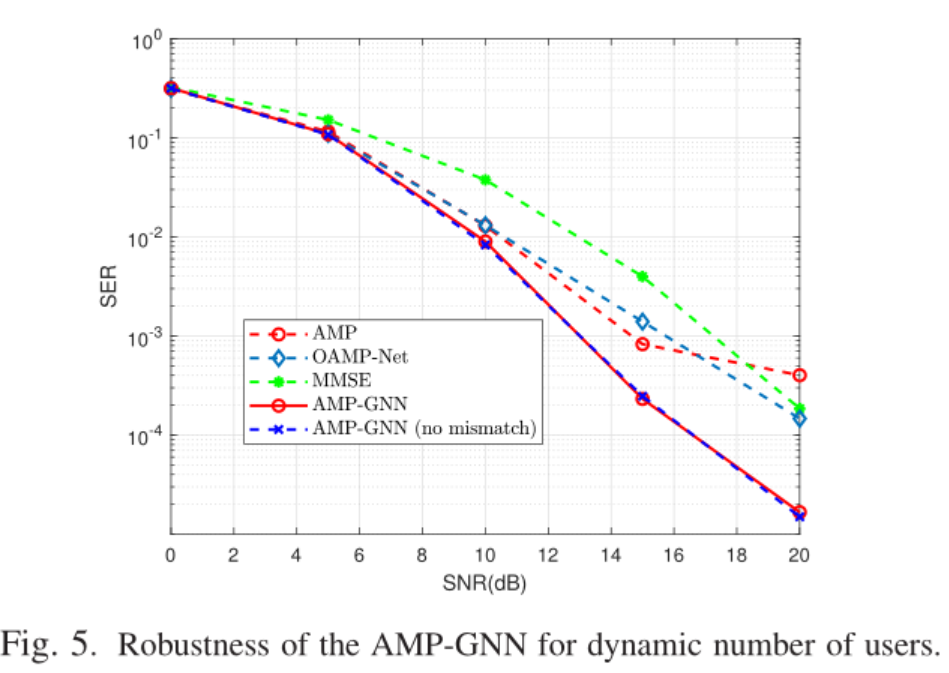 10^0
10^-1
10^-2
10^-3
10^-4
SER
AMP
OAMP-Net
MMSE
AMP-GNN
AMP-GNN (no mismatch)
0 2 4 6 8 10 12 14 16 18 20
SNR(dB)
Fig. 5. Robustness of the AMP-GNN for dynamic number of users.